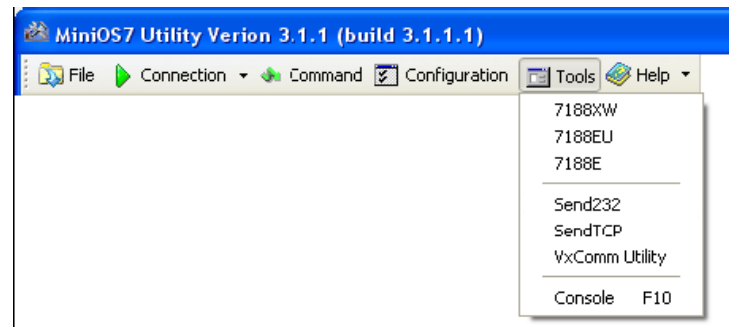 MiniOS7 Utility Verion 3.1.1 (build 3.1.1.1)
File Connection Command Configuration Tools Help
7188XW
7188EU
7188E
Send232
SendTCP
VxComm Utility
Console F10